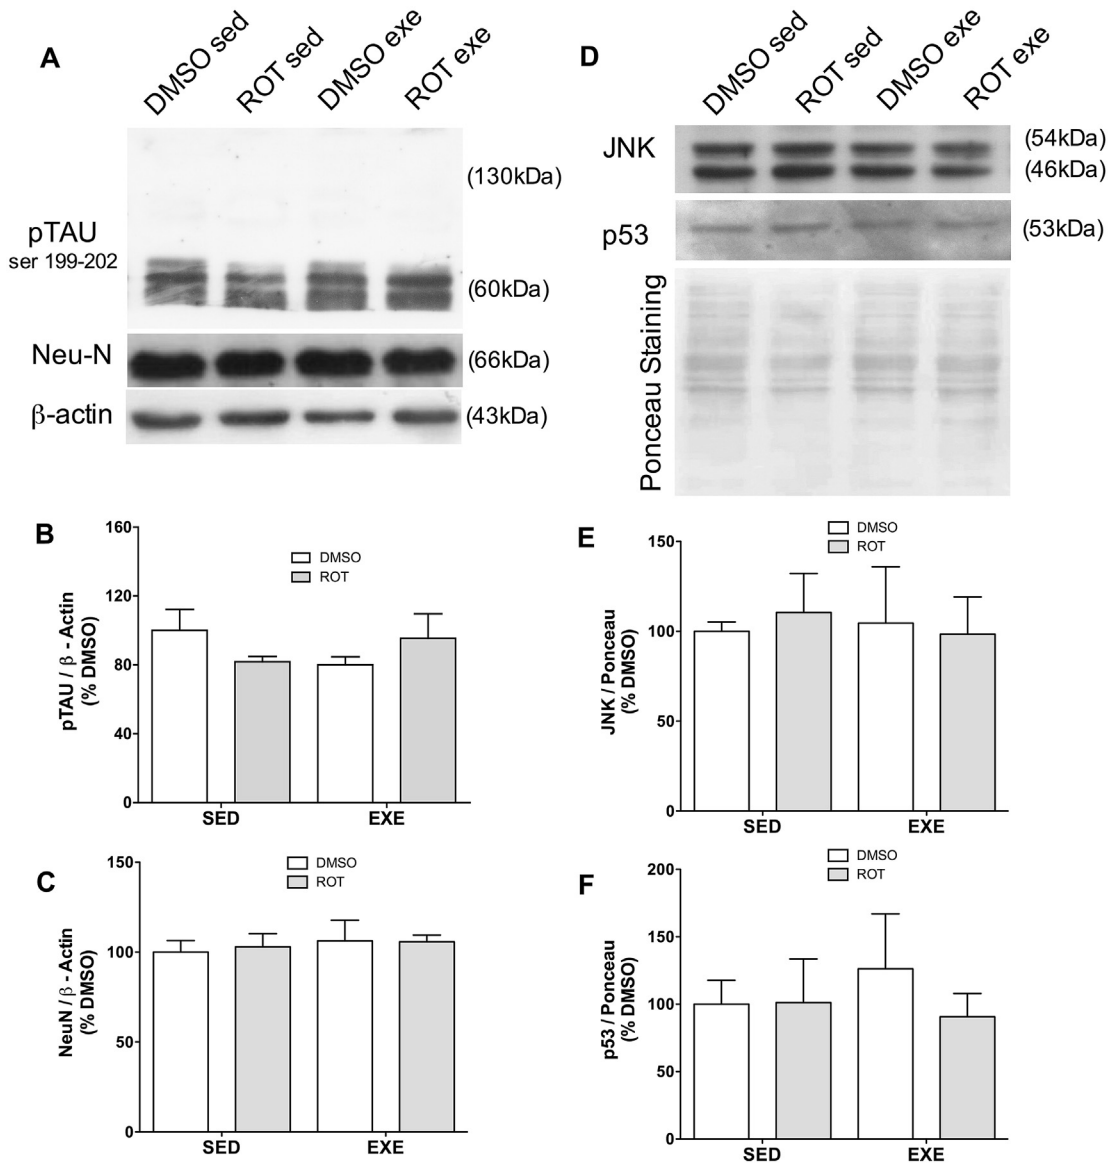 A
DMSO sed
ROT sed
DMSO exe
ROT exe
(130kDa)
pTAU
ser 199-202
(60kDa)
Neu-N
(66kDa)
β-actin
(43kDa)
D
DMSO sed
ROT sed
DMSO exe
ROT exe
JNK
(54kDa)
(46kDa)
p53
(53kDa)
Ponceau Staining
B
pTAU / β - Actin
(% DMSO)
160
120
80
40
0
DMSO
ROT
SED
EXE
E
JNK / Ponceau
(% DMSO)
150
100
50
0
DMSO
ROT
SED
EXE
C
NeuN / β - Actin
(% DMSO)
150
100
50
0
DMSO
ROT
SED
EXE
F
p53 / Ponceau
(% DMSO)
200
150
100
50
0
DMSO
ROT
SED
EXE